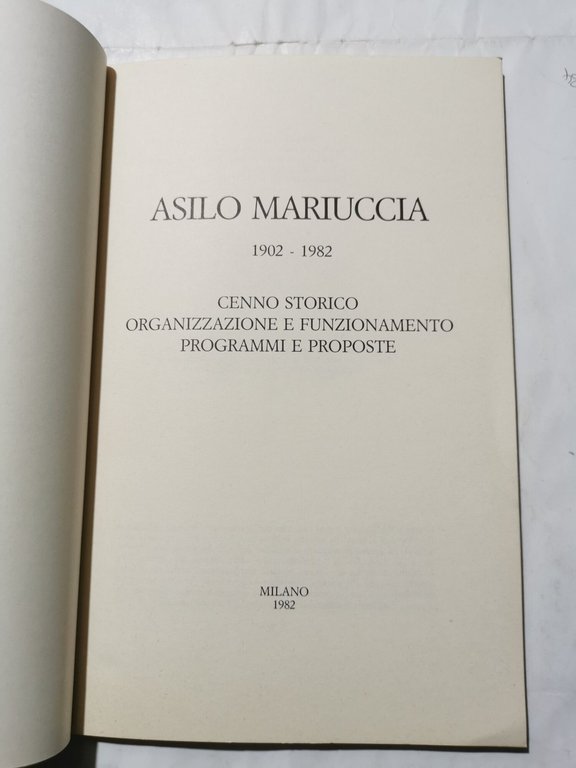 ASILO MARIUCCIA
1902 - 1982
CENNO STORICO
ORGANIZZAZIONE E FUNZIONAMENTO
PROGRAMMI E PROPOSTE
MILANO
1982